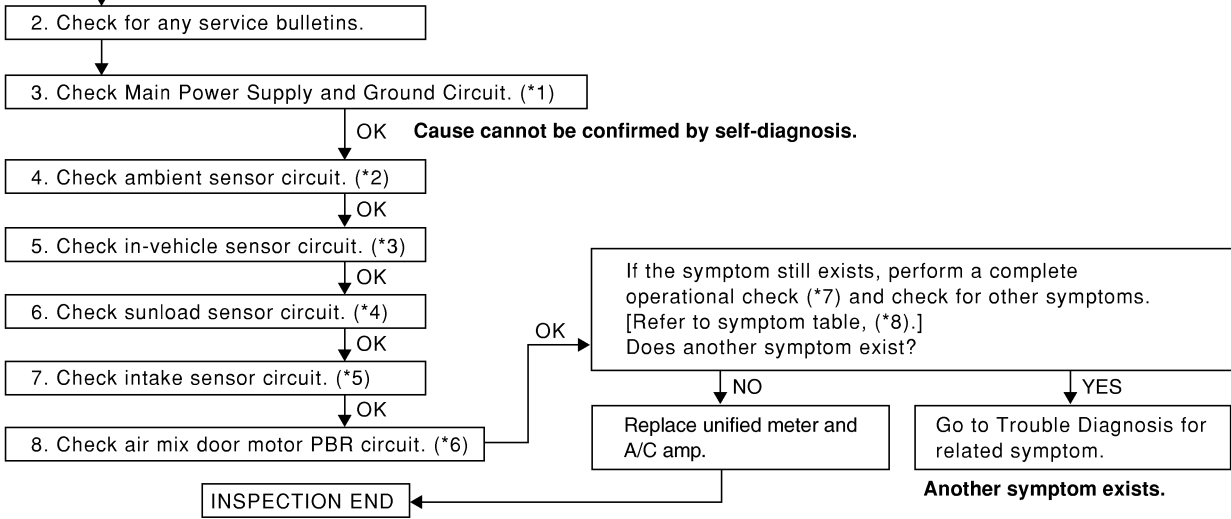 2. Check for any service bulletins.
3. Check Main Power Supply and Ground Circuit. (*1)
OK
Cause cannot be confirmed by self-diagnosis.
4. Check ambient sensor circuit. (*2)
OK
5. Check in-vehicle sensor circuit. (*3)
OK
6. Check sunload sensor circuit. (*4)
OK
7. Check intake sensor circuit. (*5)
OK
8. Check air mix door motor PBR circuit. (*6)
OK
If the symptom still exists, perform a complete
operational check (*7) and check for other symptoms.
[Refer to symptom table, (*8).]
Does another symptom exist?
NO
Replace unified meter and
A/C amp.
YES
Go to Trouble Diagnosis for
related symptom.
Another symptom exists.
INSPECTION END